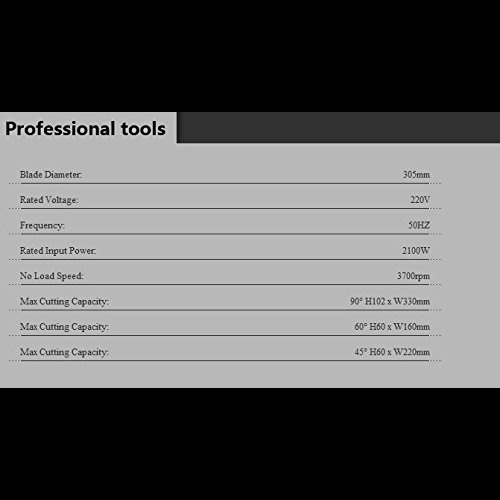 Professional tools
Blade Diameter: 305mm
Rated Voltage: 220V
Frequency: 50HZ
Rated Input Power: 2100W
No Load Speed: 3700rpm
Max Cutting Capacity: 90° H102 x W330mm
Max Cutting Capacity: 60° H60 x W160mm
Max Cutting Capacity: 45° H60 x W220mm